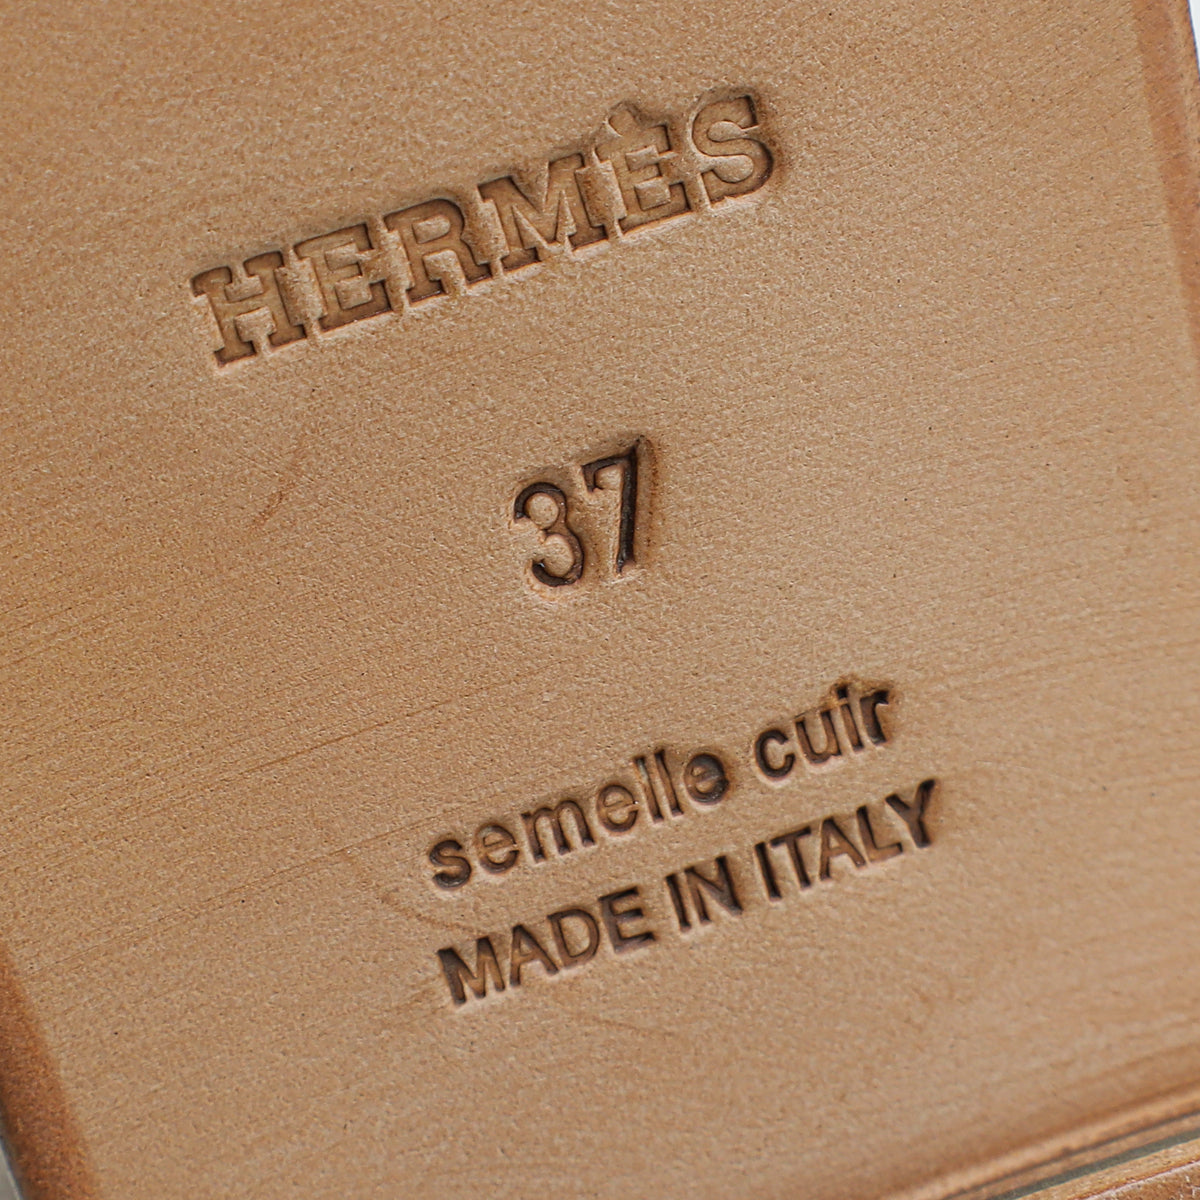 HERMÈS
37
semelle cuir
MADE IN ITALY